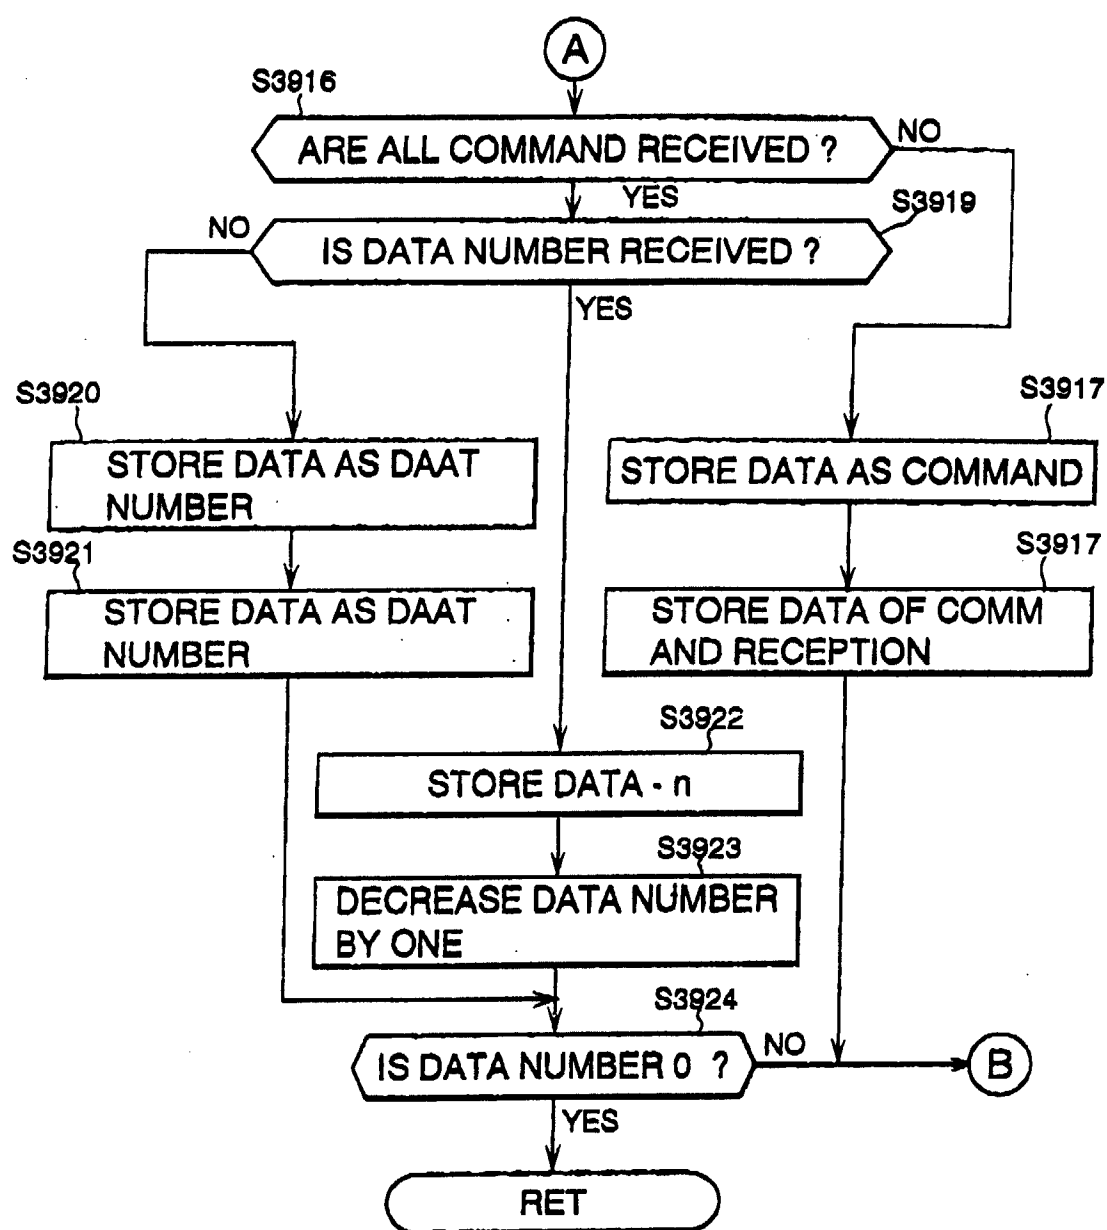 A
S3916
ARE ALL COMMAND RECEIVED ?
NO
YES
S3919
NO
IS DATA NUMBER RECEIVED ?
YES
S3920
STORE DATA AS DAAT
NUMBER
S3917
STORE DATA AS COMMAND
S3921
STORE DATA AS DAAT
NUMBER
S3917
STORE DATA OF COMM
AND RECEPTION
S3922
STORE DATA - n
S3923
DECREASE DATA NUMBER
BY ONE
S3924
IS DATA NUMBER 0 ?
NO
B
YES
RET